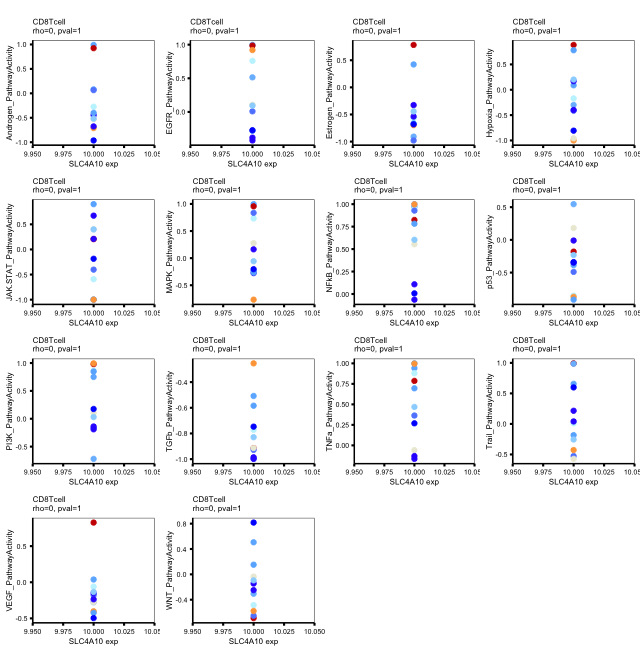 CD8Tcell
rho=0, pval=1
Androgen_PathwayActivity
1.0
0.5
0.0
-0.5
-1.0
9.950 9.975 10.000 10.025 10.05
SLC4A10 exp
CD8Tcell
rho=0, pval=1
EGFR_PathwayActivity
1.0
0.5
0.0
9.950 9.975 10.000 10.025 10.05
SLC4A10 exp
CD8Tcell
rho=0, pval=1
Estrogen_PathwayActivity
0.5
0.0
-0.5
-1.0
9.950 9.975 10.000 10.025 10.05
SLC4A10 exp
CD8Tcell
rho=0, pval=1
Hypoxia_PathwayActivity
0.5
0.0
-0.5
-1.0
9.950 9.975 10.000 10.025 10.05
SLC4A10 exp
CD8Tcell
rho=0, pval=1
JAK.STAT_PathwayActivity
0.5
0.0
-0.5
-1.0
9.950 9.975 10.000 10.025 10.05
SLC4A10 exp
CD8Tcell
rho=0, pval=1
MAPK_PathwayActivity
1.0
0.5
0.0
-0.5
9.950 9.975 10.000 10.025 10.05
SLC4A10 exp
CD8Tcell
rho=0, pval=1
NFkB_PathwayActivity
1.00
0.75
0.50
0.25
0.00
9.950 9.975 10.000 10.025 10.05
SLC4A10 exp
CD8Tcell
rho=0, pval=1
p53_PathwayActivity
0.5
0.0
-0.5
9.950 9.975 10.000 10.025 10.05
SLC4A10 exp
CD8Tcell
rho=0, pval=1
PI3K_PathwayActivity
1.0
0.5
0.0
-0.5
9.950 9.975 10.000 10.025 10.05
SLC4A10 exp
CD8Tcell
rho=0, pval=1
TGFb_PathwayActivity
-0.4
-0.6
-0.8
-1.0
9.950 9.975 10.000 10.025 10.05
SLC4A10 exp
CD8Tcell
rho=0, pval=1
TNFa_PathwayActivity
1.00
0.75
0.50
0.25
0.00
9.950 9.975 10.000 10.025 10.05
SLC4A10 exp
CD8Tcell
rho=0, pval=1
Trail_PathwayActivity
1.0
0.5
0.0
-0.5
9.950 9.975 10.000 10.025 10.05
SLC4A10 exp
CD8Tcell
rho=0, pval=1
VEGF_PathwayActivity
0.5
0.0
-0.5
9.950 9.975 10.000 10.025 10.05
SLC4A10 exp
CD8Tcell
rho=0, pval=1
WNT_PathwayActivity
0.8
0.4
0.0
-0.4
9.950 9.975 10.000 10.025 10.050
SLC4A10 exp